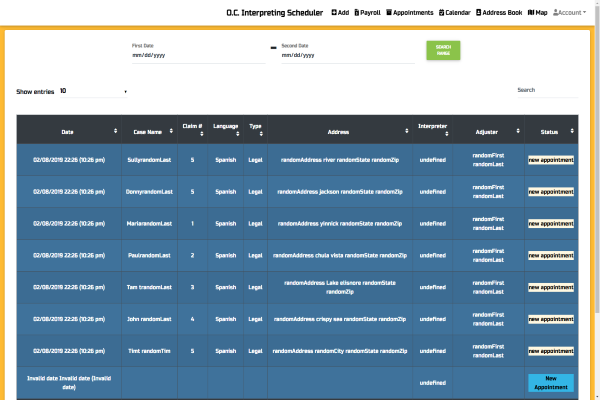 O.C. Interpreting Scheduler Add Payroll Appointments Calendar Address Book Map Account
First Date Second Date
mm/dd/yyyy mm/dd/yyyy
SEARCH
RANGE
Show entries 10 Search
Date Case Name Claim # Language Type Address Interpreter Adjuster Status
02/08/2019 22:26 (10:26 pm) SullyrandomLast 5 Spanish Legal randomAddress river randomState randomZip undefined randomFirst randomLast new appointment
02/08/2019 22:26 (10:26 pm) DonnyrandomLast 5 Spanish Legal randomAddress jackson randomState randomZip undefined randomFirst randomLast new appointment
02/08/2019 22:26 (10:26 pm) MariarandomLast 1 Spanish Legal randomAddress yinnick randomState randomZip undefined randomFirst randomLast new appointment
02/08/2019 22:26 (10:26 pm) PaulrandomLast 2 Spanish Legal randomAddress chula vista randomState randomZip undefined randomFirst randomLast new appointment
02/08/2019 22:26 (10:26 pm) Tam trandomLast 3 Spanish Legal randomAddress Lake elisnore randomState randomZip undefined randomFirst randomLast new appointment
02/08/2019 22:26 (10:26 pm) John randomLast 4 Spanish Legal randomAddress crispy sea randomState randomZip undefined randomFirst randomLast new appointment
02/08/2019 22:26 (10:26 pm) Timt randomTim 5 Spanish Legal randomAddress randomCity randomState randomZip undefined randomFirst randomLast new appointment
Invalid date Invalid date (Invalid date) undefined New Appointment